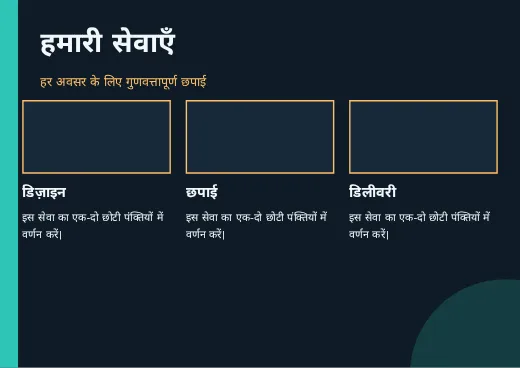 हमारी सेवाएँ
हर अवसर के लिए गुणवत्तापूर्ण छपाई
डिज़ाइन
इस सेवा का एक-दो छोटी पंक्तियों में
वर्णन करें|
छपाई
इस सेवा का एक-दो छोटी पंक्तियों में
वर्णन करें|
डिलीवरी
इस सेवा का एक-दो छोटी पंक्तियों में
वर्णन करें|